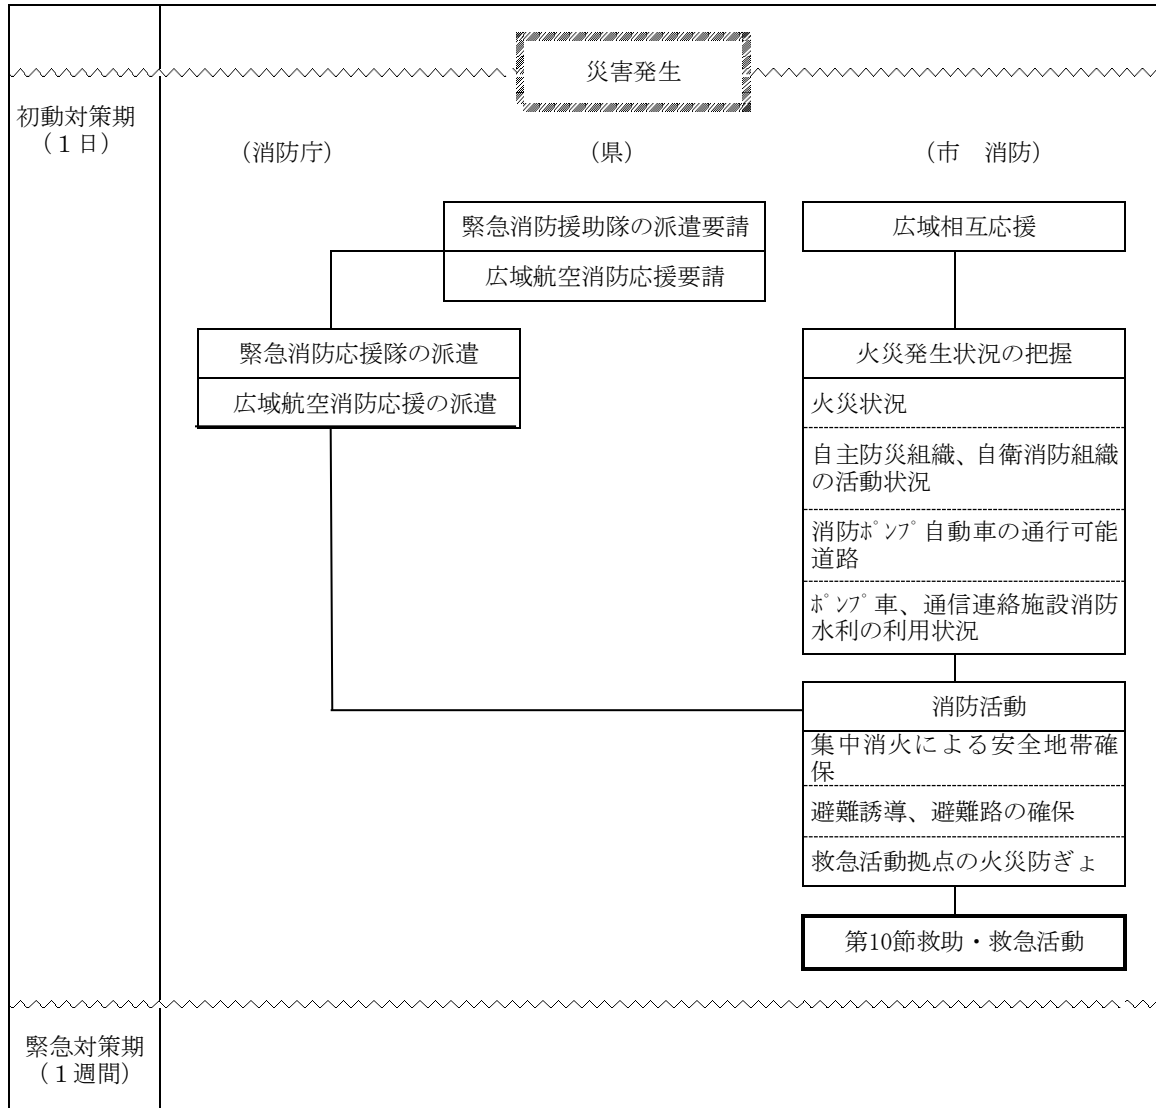 災害発生
初動対策期
（１日）
（消防庁）
（県）
（市　消防）
緊急消防援助隊の派遣要請
広域航空消防応援要請
広域相互応援
緊急消防応援隊の派遣
広域航空消防応援の派遣
火災発生状況の把握
火災状況
自主防災組織、自衛消防組織
の活動状況
消防ﾎﾟﾝﾌﾟ自動車の通行可能
道路
ﾎﾟﾝﾌﾟ車、通信連絡施設消防
水利の利用状況
消防活動
集中消火による安全地帯確
保
避難誘導、避難路の確保
救急活動拠点の火災防ぎょ
第10節救助・救急活動
緊急対策期
（１週間）